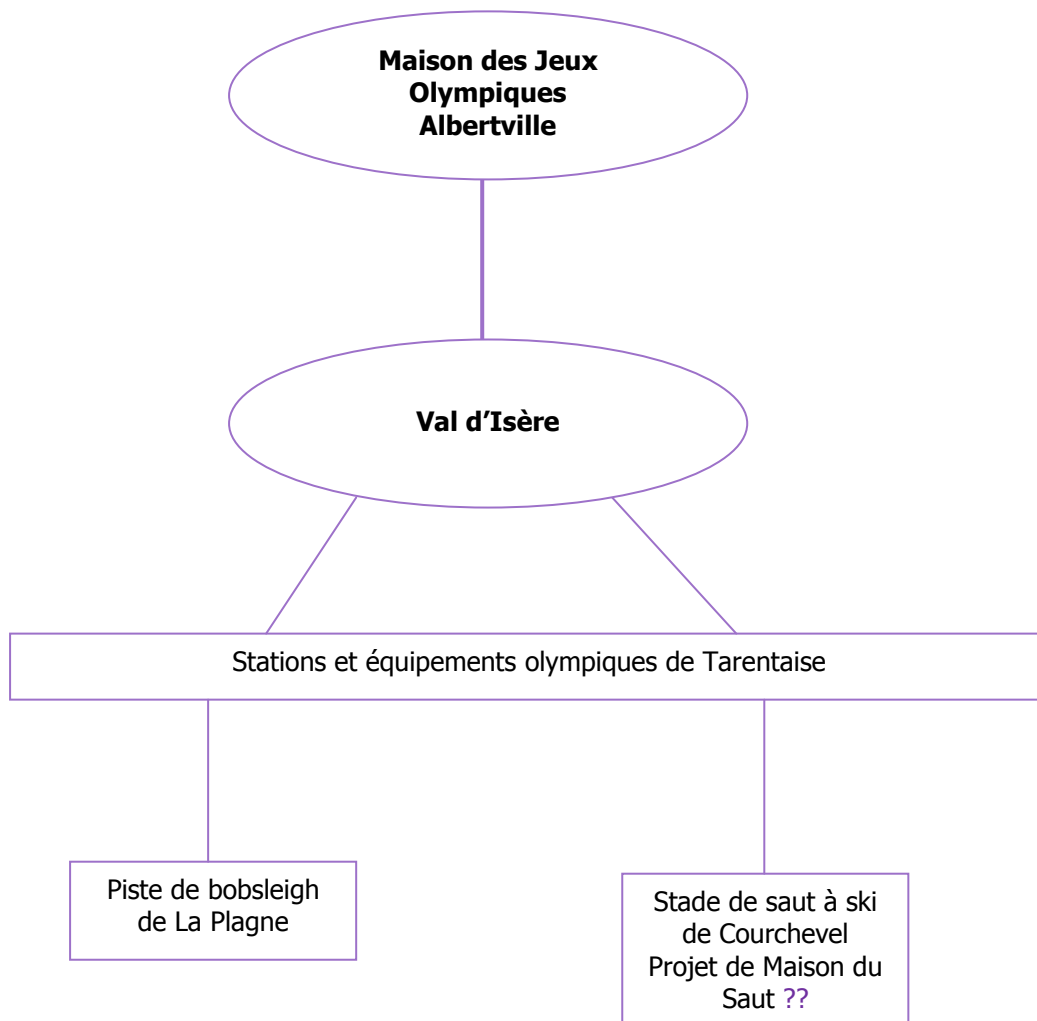 Maison des Jeux
Olympiques
Albertville
Val d’Isère
Stations et équipements olympiques de Tarentaise
Piste de bobsleigh
de La Plagne
Stade de saut à ski
de Courchevel
Projet de Maison du
Saut ??